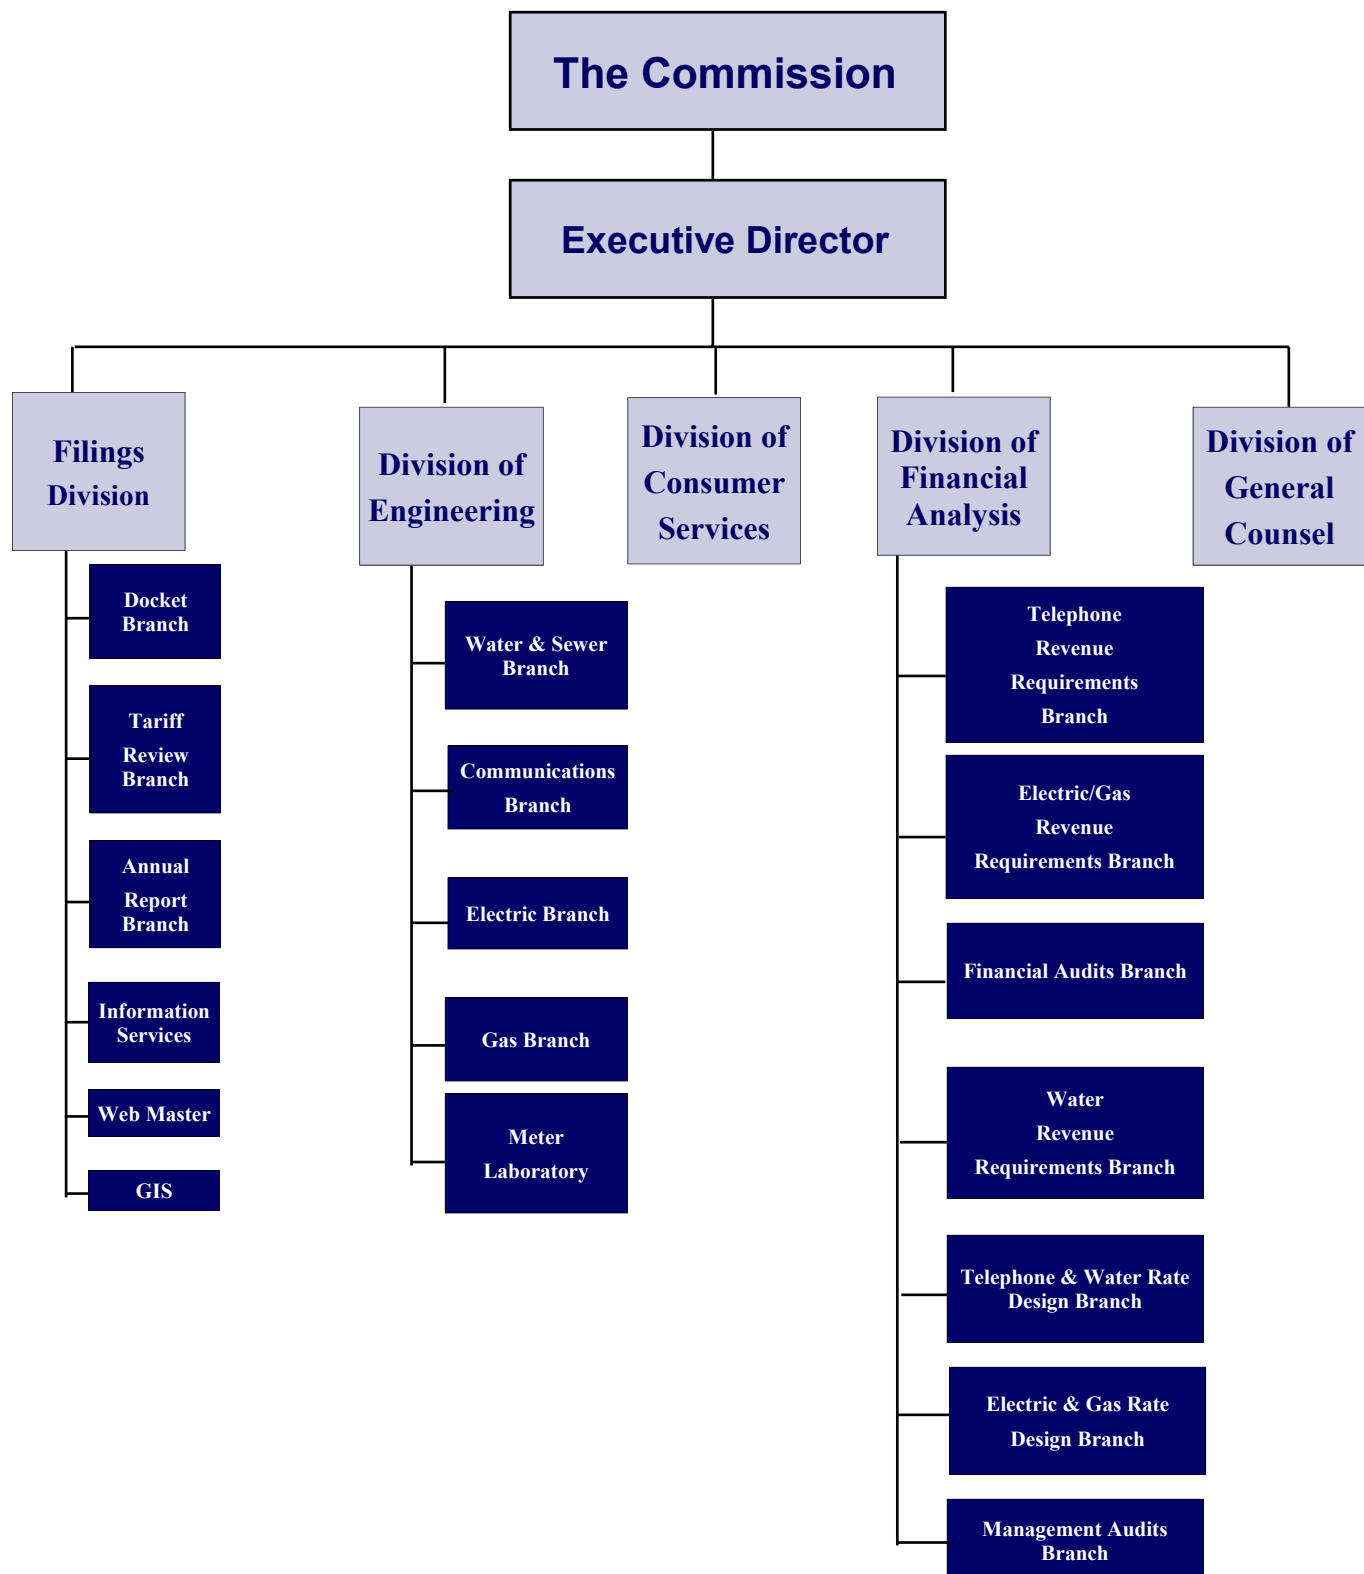 The Commission
Executive Director
Filings
Division
Docket
Branch
Tariff
Review
Branch
Annual
Report
Branch
Information
Services
Web Master
GIS
Division of
Engineering
Water & Sewer
Branch
Communications
Branch
Electric Branch
Gas Branch
Meter
Laboratory
Division of
Consumer
Services
Division of
Financial
Analysis
Telephone
Revenue
Requirements
Branch
Electric/Gas
Revenue
Requirements Branch
Financial Audits Branch
Water
Revenue
Requirements Branch
Telephone & Water Rate
Design Branch
Electric & Gas Rate
Design Branch
Management Audits
Branch
Division of
General
Counsel